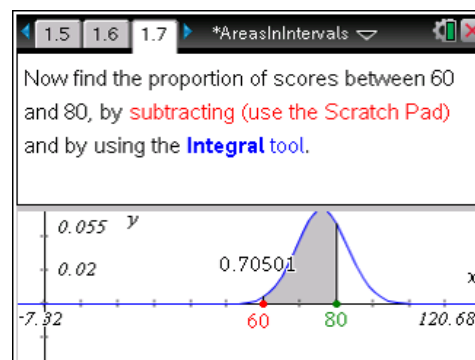 1.5 1.6 1.7 *AreasInIntervals
Now find the proportion of scores between 60
and 80, by subtracting (use the Scratch Pad)
and by using the Integral tool.
0.055 y
0.02
0.70501
x
-7.32 60 80 120.68